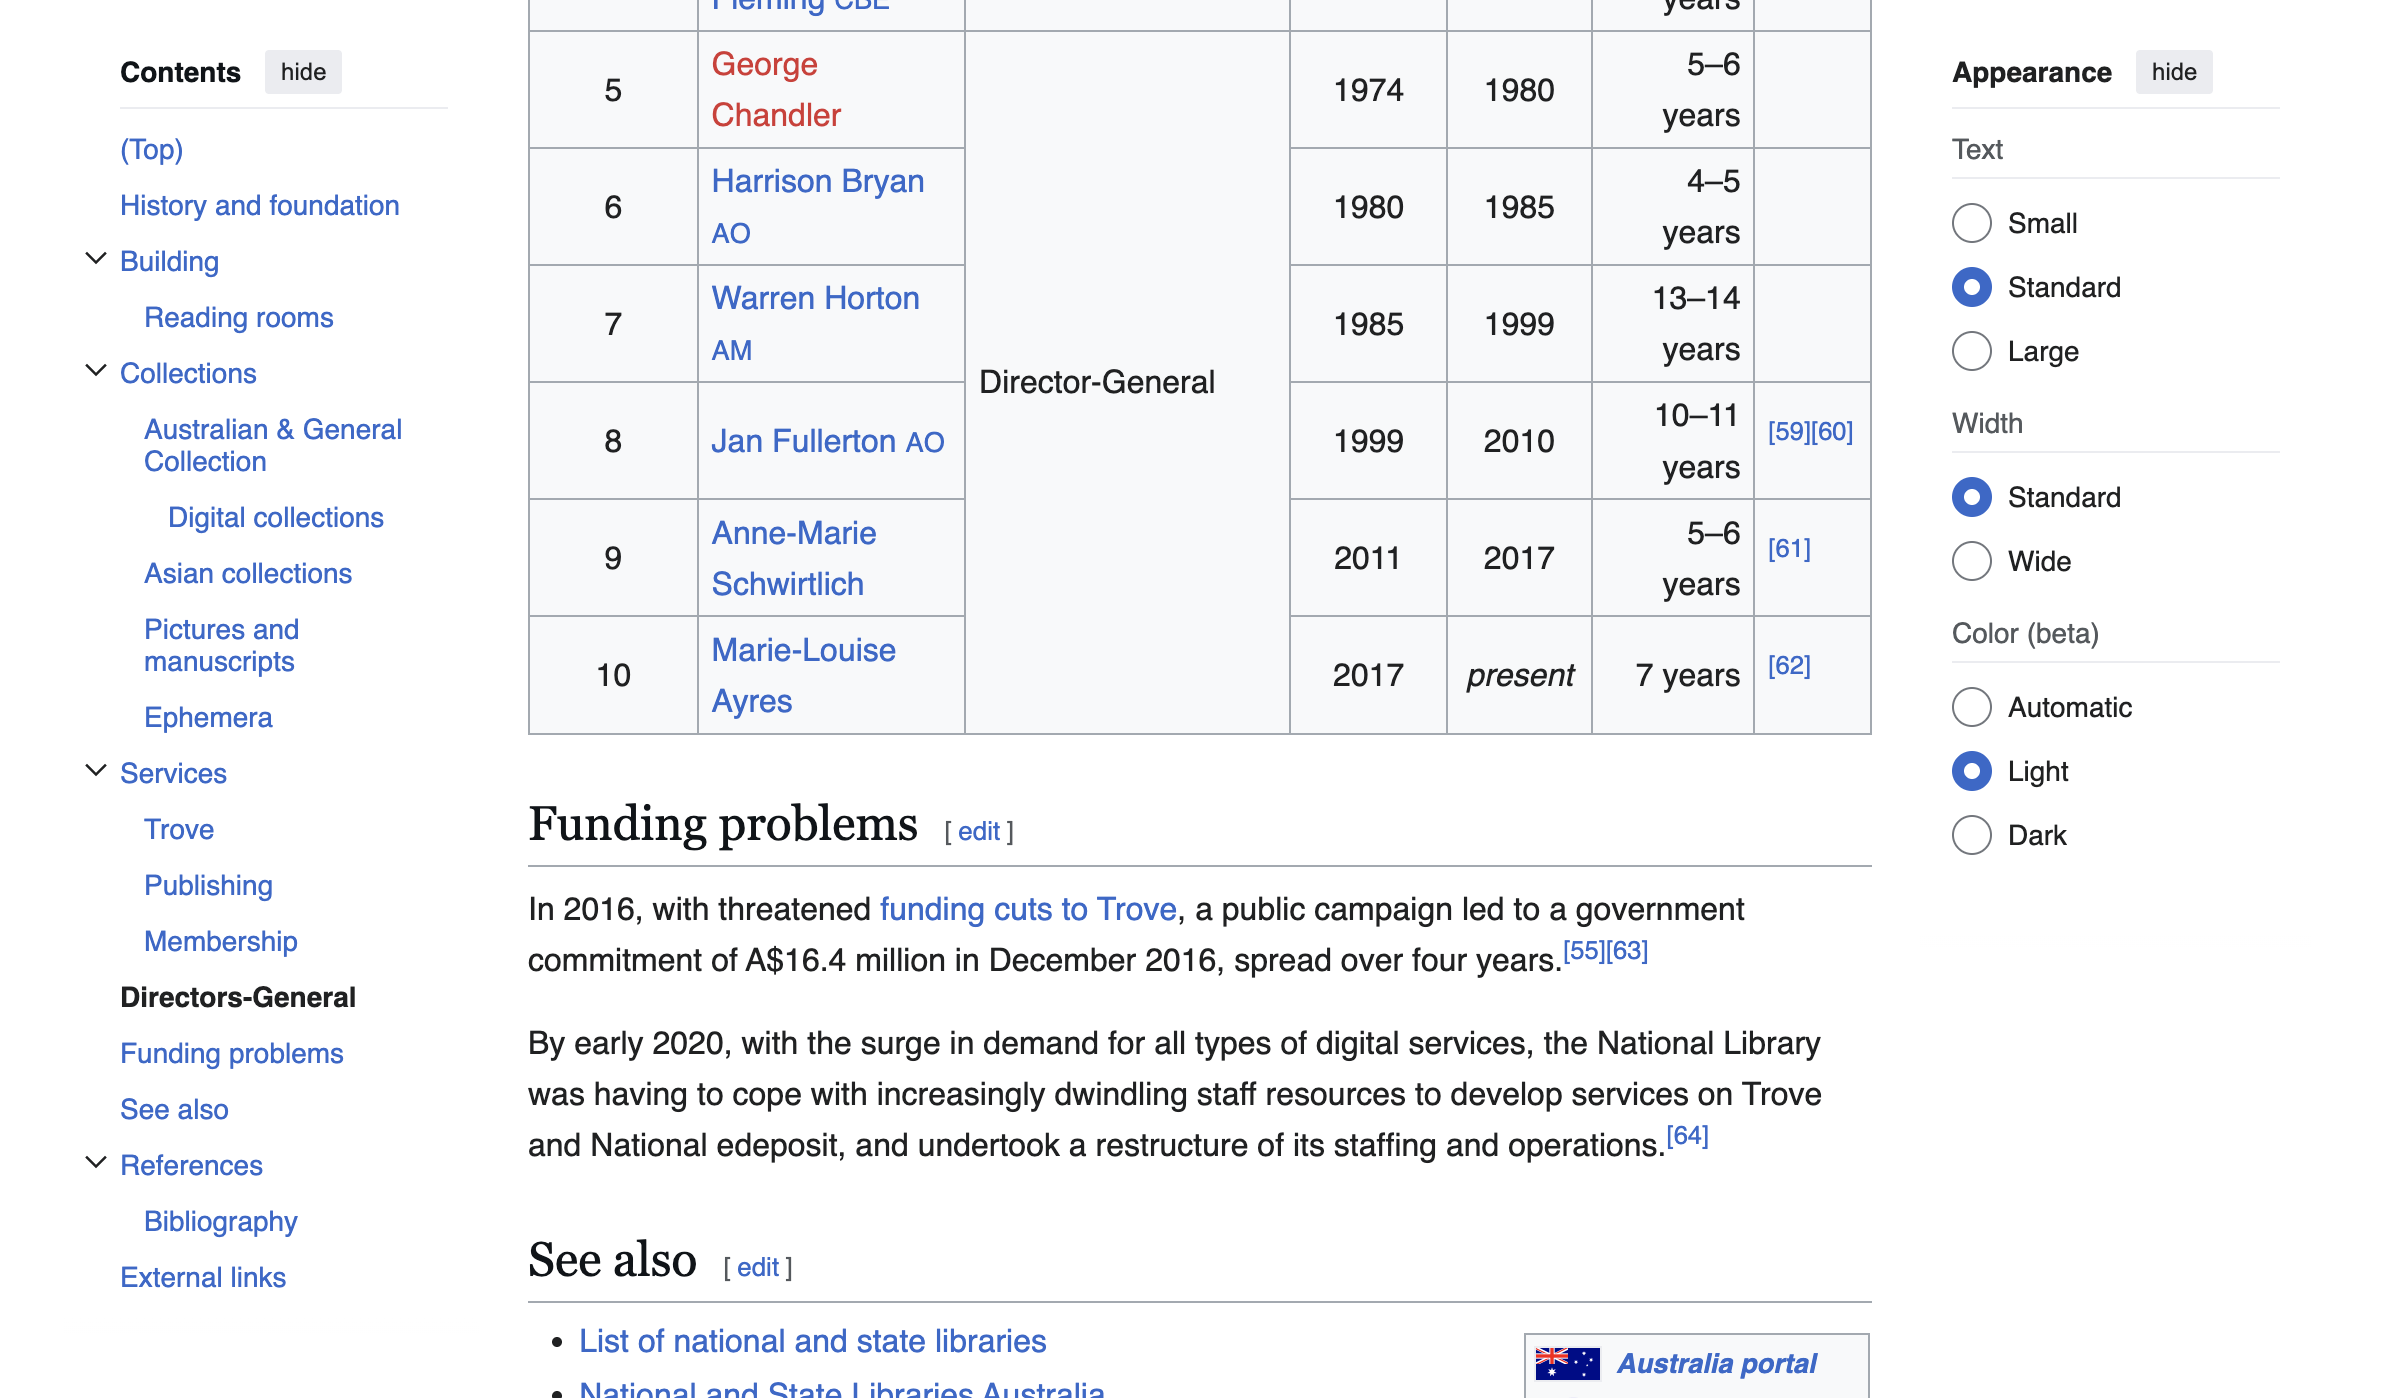 Contents hide
(Top)
History and foundation
Building
Reading rooms
Collections
Australian & General
Collection
Digital collections
Asian collections
Pictures and
manuscripts
Ephemera
Services
Trove
Publishing
Membership
Directors-General
Funding problems
See also
References
Bibliography
External links
Fleming CBE years
5 George Chandler Director-General 1974 1980 5–6 years
6 Harrison Bryan AO 1980 1985 4–5 years
7 Warren Horton AM 1985 1999 13–14 years
8 Jan Fullerton AO 1999 2010 10–11 years [59][60]
9 Anne-Marie Schwirtlich 2011 2017 5–6 years [61]
10 Marie-Louise Ayres 2017 present 7 years [62]
Funding problems [ edit ]
In 2016, with threatened funding cuts to Trove, a public campaign led to a government
commitment of A$16.4 million in December 2016, spread over four years.[55][63]
By early 2020, with the surge in demand for all types of digital services, the National Library
was having to cope with increasingly dwindling staff resources to develop services on Trove
and National edeposit, and undertook a restructure of its staffing and operations.[64]
See also [ edit ]
• List of national and state libraries
• National and State Libraries Australia
Australia portal
Appearance hide
Text
Small
Standard
Large
Width
Standard
Wide
Color (beta)
Automatic
Light
Dark